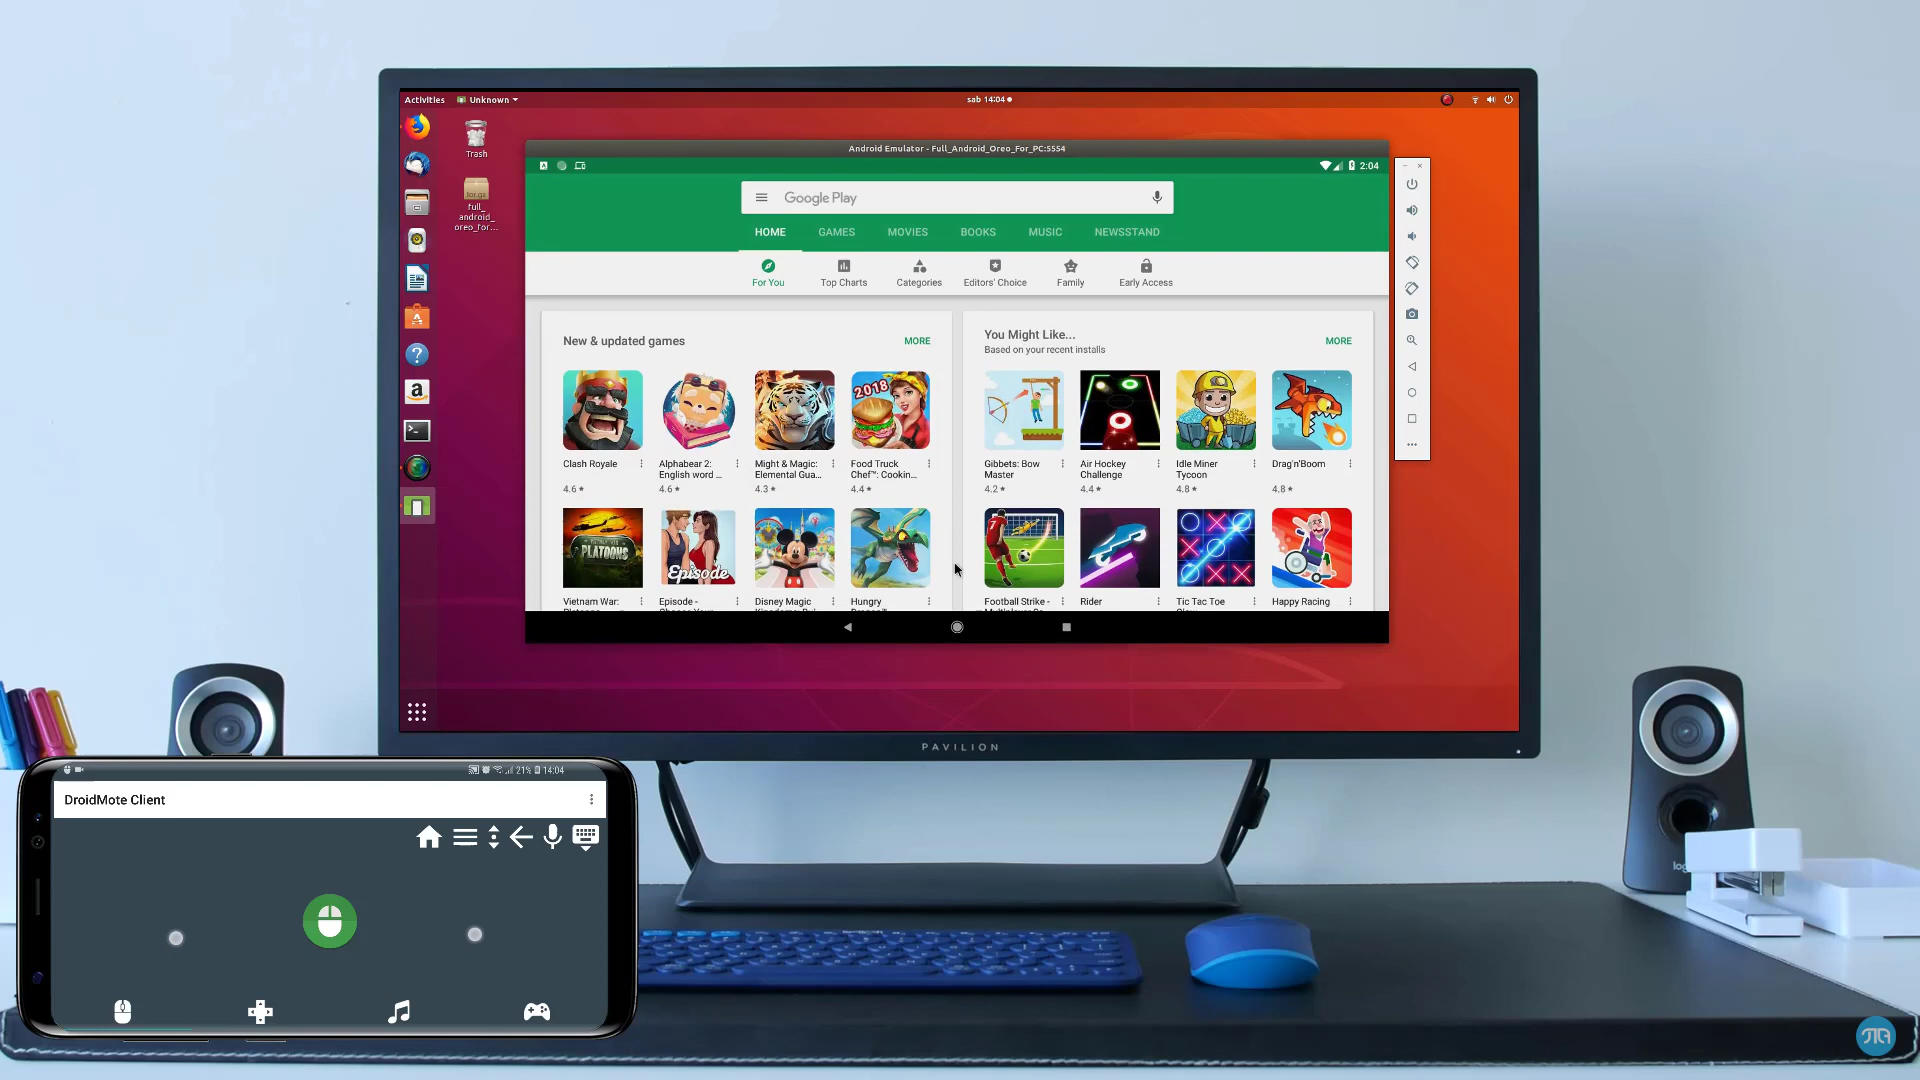 Activities
Unknown
sab 14:04
Trash
full_
android_
oreo_for...
Android Emulator - Full_Android_Oreo_For_PC:5554
2:04
Google Play
HOME
GAMES
MOVIES
BOOKS
MUSIC
NEWSSTAND
For You
Top Charts
Categories
Editors' Choice
Family
Early Access
New & updated games
MORE
Clash Royale
4.6
Alphabear 2:
English word ...
4.6
Might & Magic:
Elemental Gua...
4.3
2018
Food Truck
Chef™: Cookin...
4.4
PLATOONS
Vietnam War:
Episode
Episode -
Disney Magic
Hungry
You Might Like...
Based on your recent installs
MORE
Gibbets: Bow
Master
4.2
Air Hockey
Challenge
4.4
Idle Miner
Tycoon
4.8
Drag'n'Boom
4.8
7
Football Strike -
Rider
Tic Tac Toe
Happy Racing
PAVILION
21%
14:04
DroidMote Client